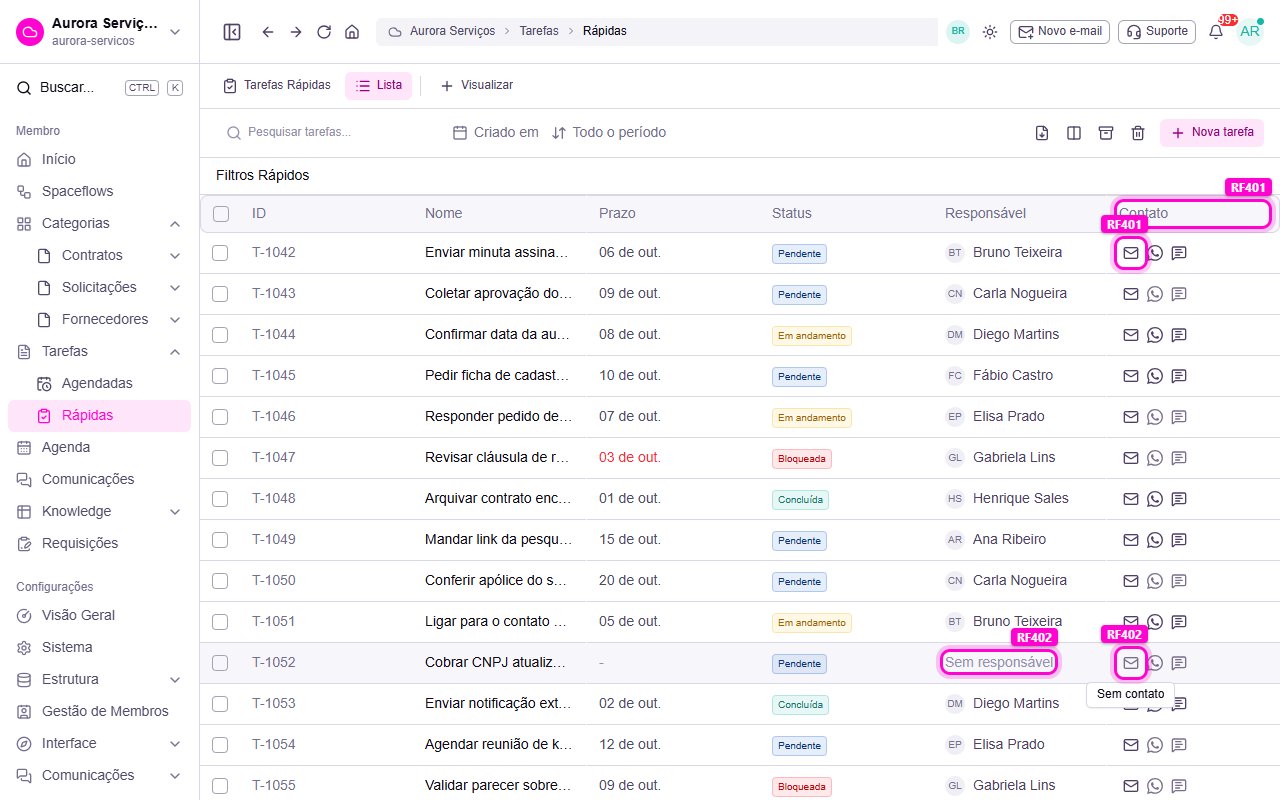 Aurora Serviç...
aurora-servicos
Aurora Serviços
Tarefas
Rápidas
BR
Novo e-mail
Suporte
99+
AR
Buscar...
CTRL
K
Membro
Início
Spaceflows
Categorias
Contratos
Solicitações
Fornecedores
Tarefas
Agendadas
Rápidas
Agenda
Comunicações
Knowledge
Requisições
Configurações
Visão Geral
Sistema
Estrutura
Gestão de Membros
Interface
Comunicações
Tarefas Rápidas
Lista
Visualizar
Pesquisar tarefas...
Criado em
Todo o período
Nova tarefa
Filtros Rápidos
RF401
ID Nome Prazo Status Responsável Contato
RF401
T-1042 Enviar minuta assina... 06 de out. Pendente BT Bruno Teixeira
T-1043 Coletar aprovação do... 09 de out. Pendente CN Carla Nogueira
T-1044 Confirmar data da au... 08 de out. Em andamento DM Diego Martins
T-1045 Pedir ficha de cadast... 10 de out. Pendente FC Fábio Castro
T-1046 Responder pedido de... 07 de out. Em andamento EP Elisa Prado
T-1047 Revisar cláusula de r... 03 de out. Bloqueada GL Gabriela Lins
T-1048 Arquivar contrato enc... 01 de out. Concluída HS Henrique Sales
T-1049 Mandar link da pesqu... 15 de out. Pendente AR Ana Ribeiro
T-1050 Conferir apólice do s... 20 de out. Pendente CN Carla Nogueira
T-1051 Ligar para o contato ... 05 de out. Em andamento BT Bruno Teixeira
RF402 RF402
T-1052 Cobrar CNPJ atualiz... - Pendente Sem responsável
Sem contato
T-1053 Enviar notificação ext... 02 de out. Concluída DM Diego Martins
T-1054 Agendar reunião de k... 12 de out. Pendente EP Elisa Prado
T-1055 Validar parecer sobre... 09 de out. Bloqueada GL Gabriela Lins